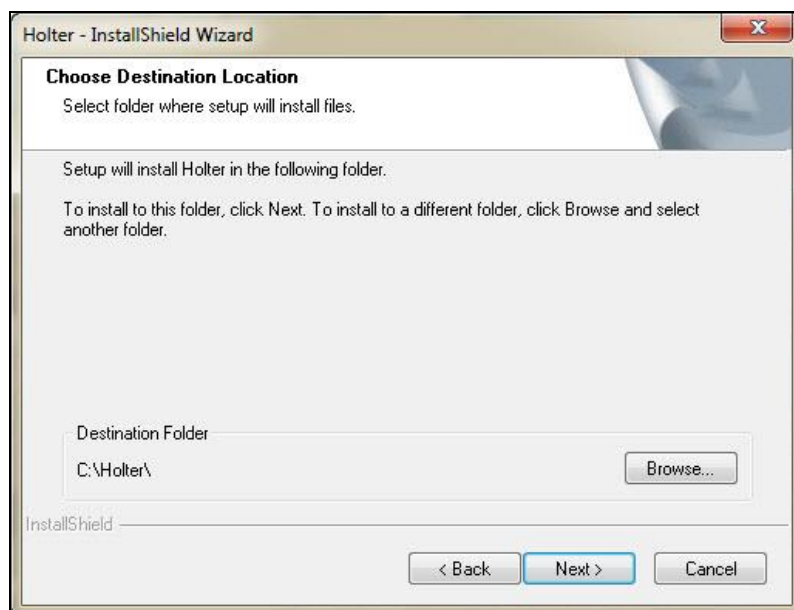 Holter - InstallShield Wizard
Choose Destination Location
Select folder where setup will install files.
Setup will install Holter in the following folder.
To install to this folder, click Next. To install to a different folder, click Browse and select
another folder.
Destination Folder
C:\Holter\
Browse...
InstallShield
< Back
Next >
Cancel